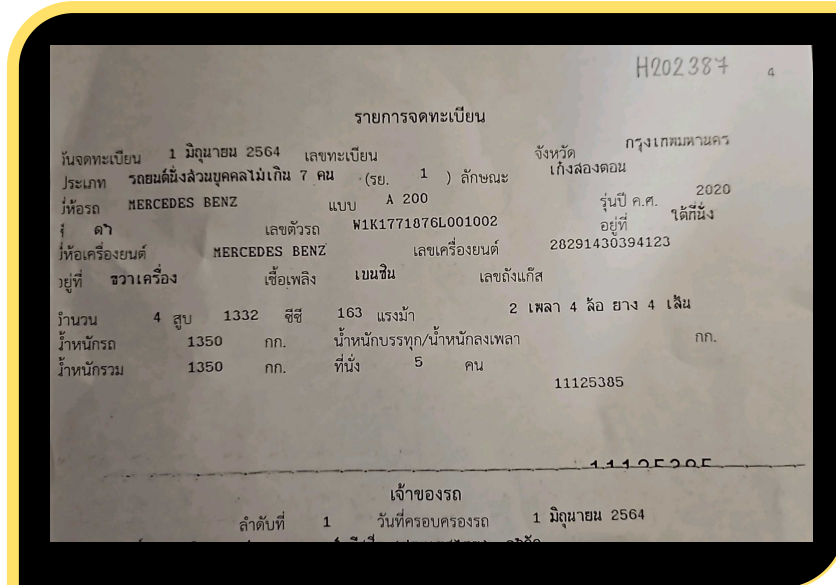 H202387 4
รายการจดทะเบียน
วันจดทะเบียน 1 มิถุนายน 2564 เลขทะเบียน จังหวัด กรุงเทพมหานคร
ประเภท รถยนต์นั่งส่วนบุคคลไม่เกิน 7 คน (รย. 1 ) ลักษณะ เก๋งสองตอน
ยี่ห้อรถ MERCEDES BENZ แบบ A 200 รุ่นปี ค.ศ. 2020
สี ดำ เลขตัวรถ W1K1771876L001002 อยู่ที่ ใต้ที่นั่ง
ยี่ห้อเครื่องยนต์ MERCEDES BENZ เลขเครื่องยนต์ 28291430394123
อยู่ที่ ขวาเครื่อง เชื้อเพลิง เบนซิน เลขถังแก๊ส
จำนวน 4 สูบ 1332 ซีซี 163 แรงม้า 2 เพลา 4 ล้อ ยาง 4 เส้น
น้ำหนักรถ 1350 กก. น้ำหนักบรรทุก/น้ำหนักลงเพลา กก.
น้ำหนักรวม 1350 กก. ที่นั่ง 5 คน
11125385
11125385
เจ้าของรถ
ลำดับที่ 1 วันที่ครอบครองรถ 1 มิถุนายน 2564